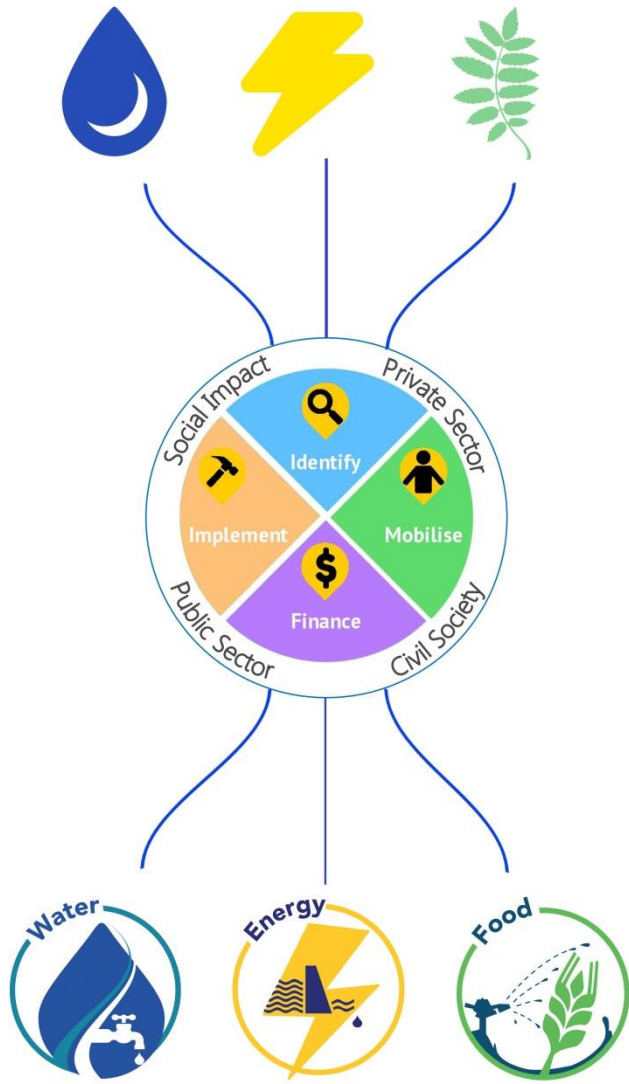 Social Impact
Private Sector
Identify
Implement
Mobilise
$
Finance
Public Sector
Civil Society
Water
Energy
Food